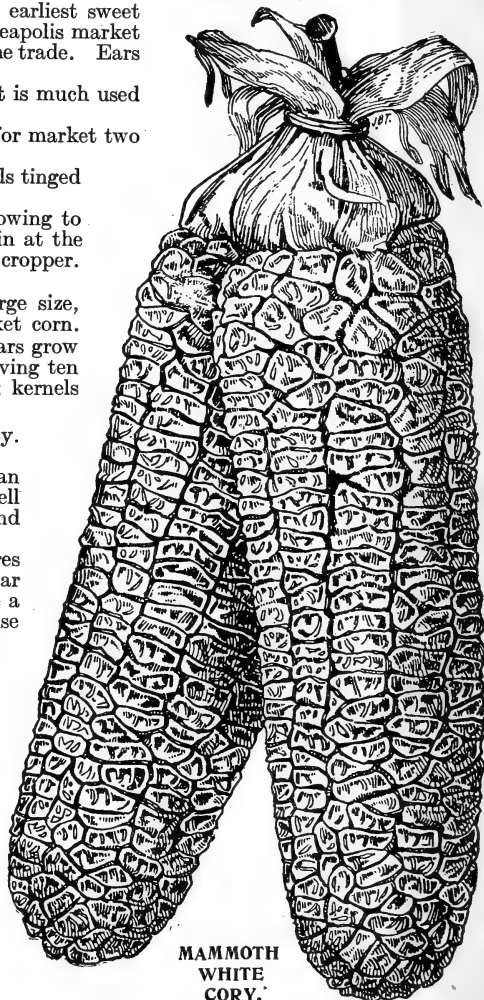 earliest sweet
eapolis market
ne trade. Ears
t is much used
for market two
ls tinged
owing to
in at the
cropper.
rge size,
ket corn.
ars grow
ving ten
kernels
y.
an
ell
nd
res
ar
a
se
J.B.T.
MAMMOTH
WHITE
CORY.